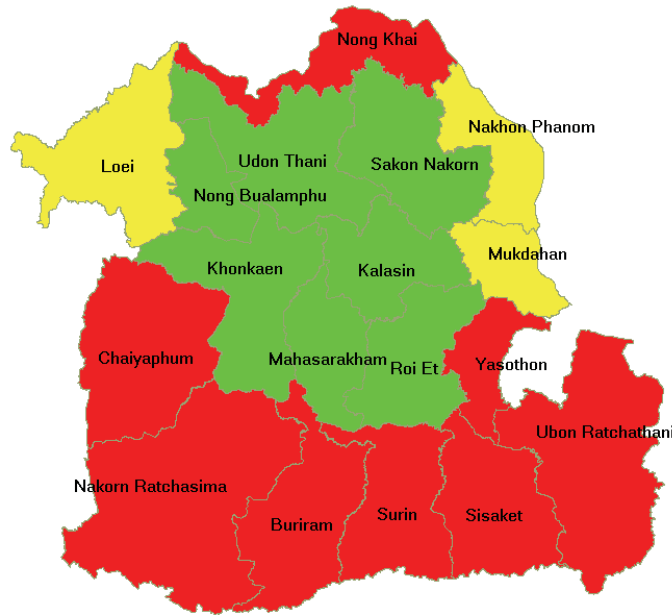 Nong Khai
Nakhon Phanom
Loei
Udon Thani
Sakon Nakorn
Nong Bualamphu
Mukdahan
Khonkaen
Kalasin
Chaiyaphum
Mahasarakham
Roi Et
Yasothon
Ubon Ratchathani
Nakorn Ratchasima
Buriram
Surin
Sisaket